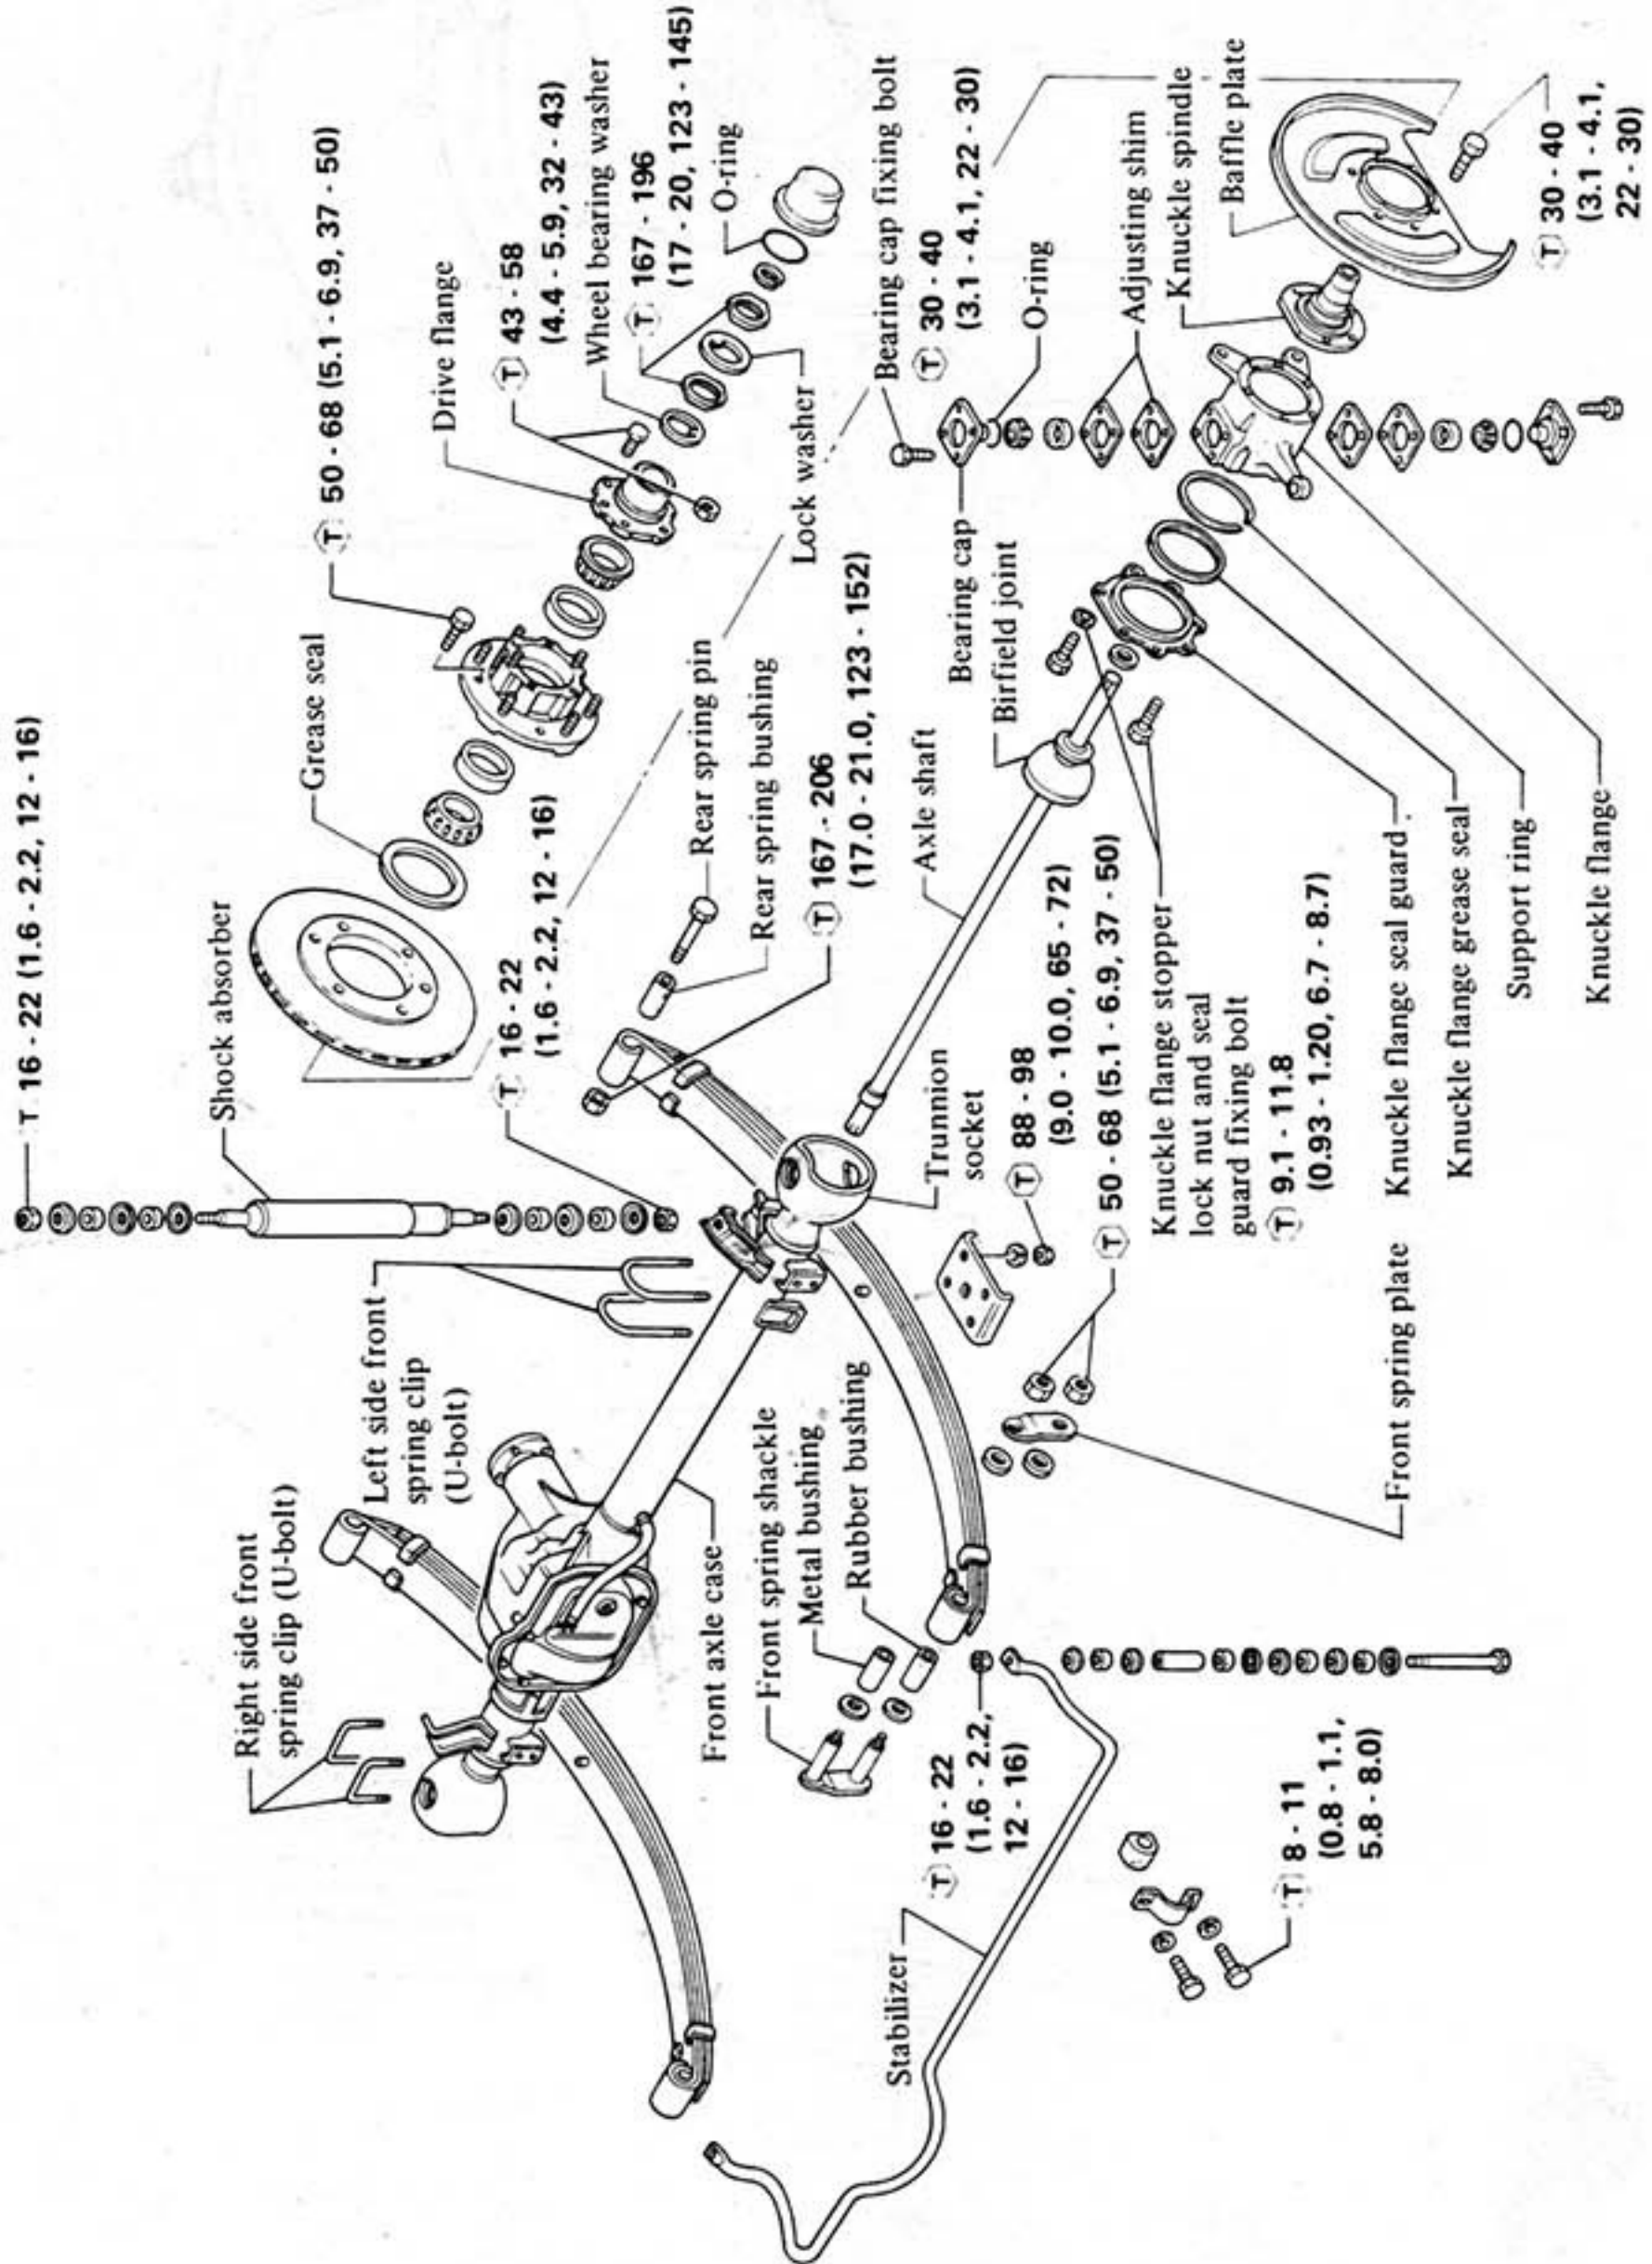 T 16 - 22 (1.6 - 2.2, 12 - 16)
Shock absorber
Grease seal
T 50 - 68 (5.1 - 6.9, 37 - 50)
Drive flange
T 43 - 58
(4.4 - 5.9, 32 - 43)
Wheel bearing washer
T 167 - 196
(17 - 20, 123 - 145)
O-ring
Lock washer
Right side front
spring clip (U-bolt)
Left side front
spring clip
(U-bolt)
T 16 - 22
(1.6 - 2.2, 12 - 16)
Rear spring pin
Rear spring bushing
T 167 - 206
(17.0 - 21.0, 123 - 152)
Bearing cap fixing bolt
T 30 - 40
(3.1 - 4.1, 22 - 30)
O-ring
Bearing cap
Birfield joint
Adjusting shim
Knuckle spindle
Baffle plate
T 30 - 40
(3.1 - 4.1,
22 - 30)
Axle shaft
Front axle case
Front spring shackle
Metal bushing
Rubber bushing
Trunnion
socket
T 88 - 98
(9.0 - 10.0, 65 - 72)
T 50 - 68 (5.1 - 6.9, 37 - 50)
Knuckle flange stopper
lock nut and seal
guard fixing bolt
T 9.1 - 11.8
(0.93 - 1.20, 6.7 - 8.7)
Stabilizer
T 16 - 22
(1.6 - 2.2,
12 - 16)
T 8 - 11
(0.8 - 1.1,
5.8 - 8.0)
Front spring plate
Knuckle flange seal guard
Knuckle flange grease seal
Support ring
Knuckle flange